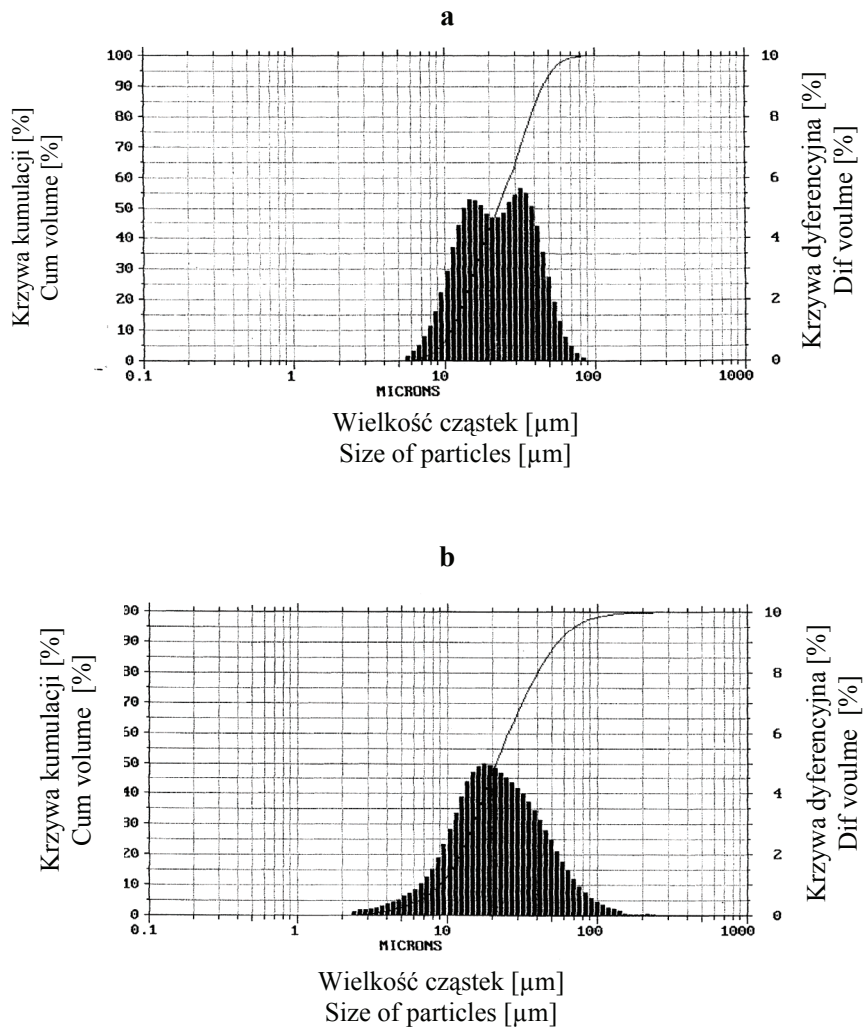 a
Krzywa kumulacji [%]
Cum volume [%]
100
90
80
70
60
50
40
30
20
10
0
10
8
6
4
2
0
Krzywa dyferencyjna [%]
Dif voulme [%]
0.1 1 10 100 1000
MICRONS
Wielkość cząstek [µm]
Size of particles [µm]
b
Krzywa kumulacji [%]
Cum volume [%]
00
90
80
70
60
50
40
30
20
10
0
10
8
6
4
2
0
Krzywa dyferencyjna [%]
Dif voulme [%]
0.1 1 10 100 1000
MICRONS
Wielkość cząstek [µm]
Size of particles [µm]